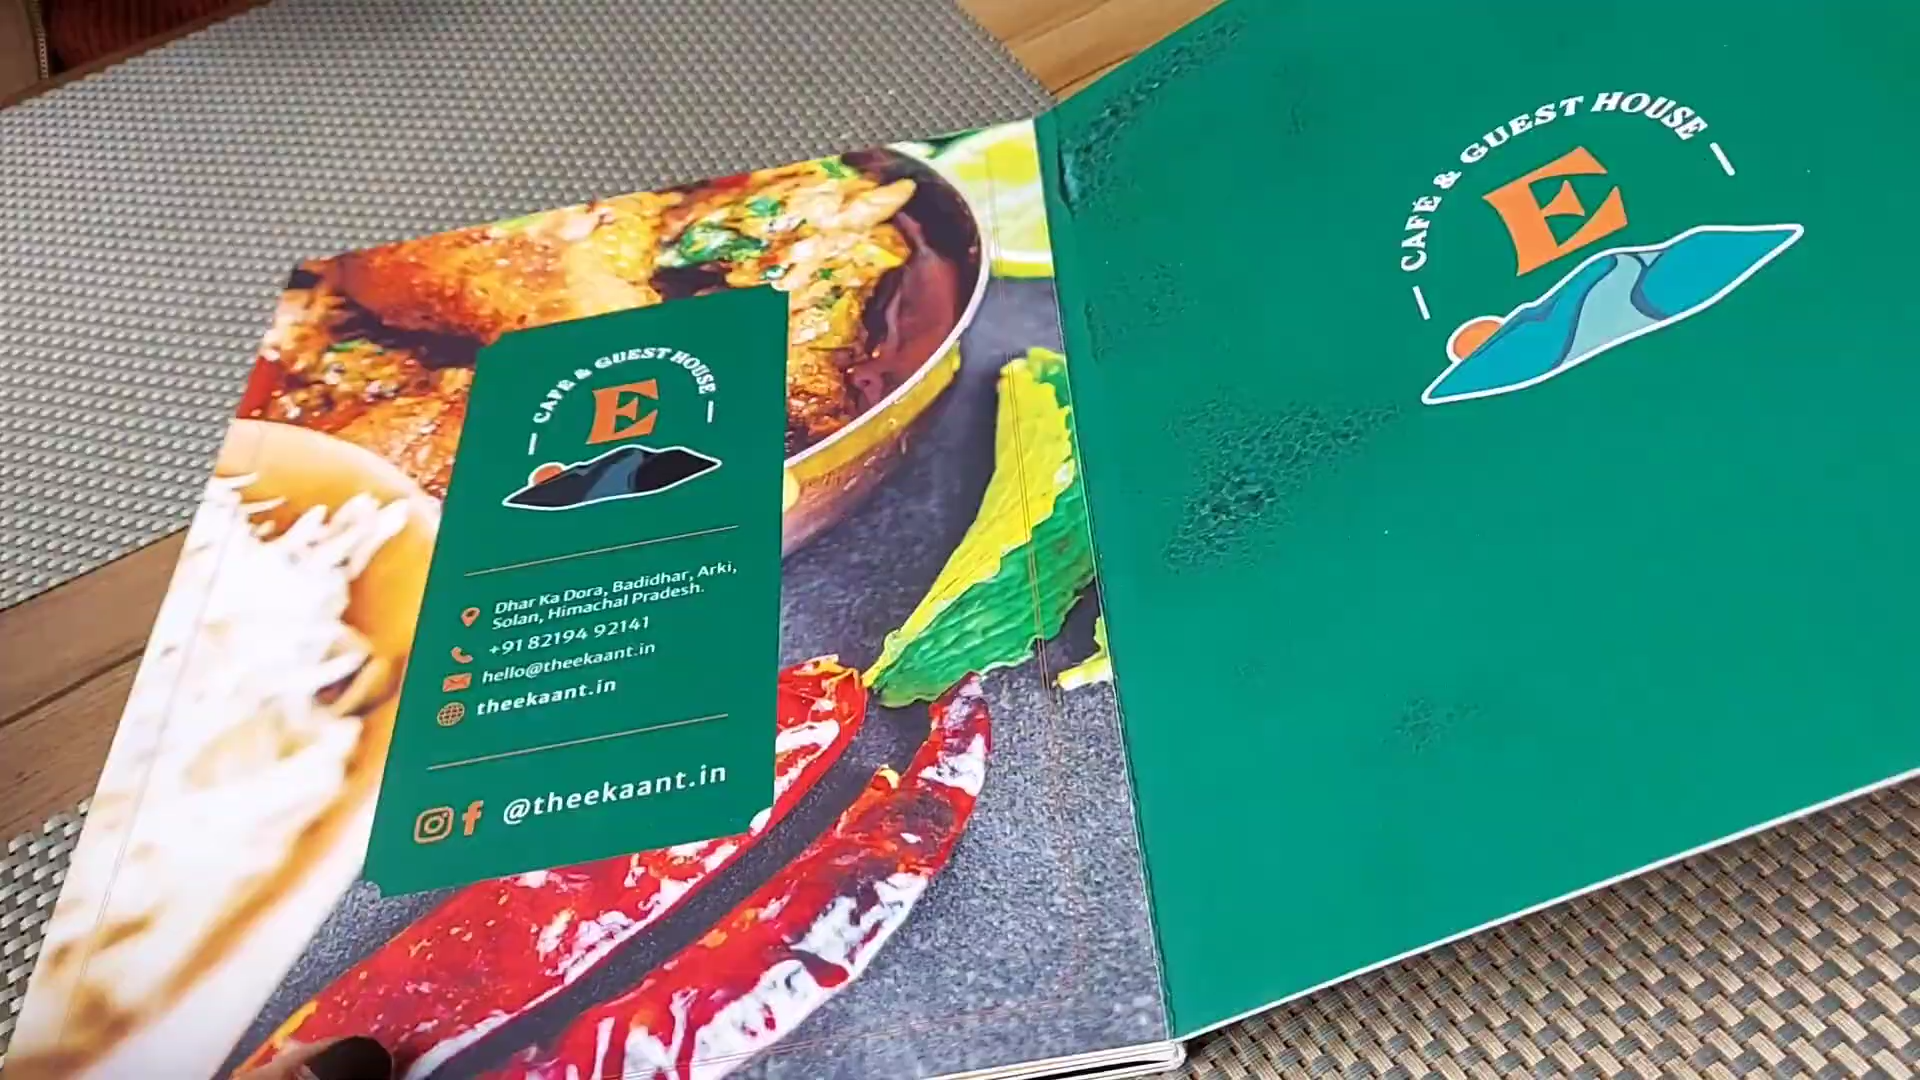 CAFÉ & GUEST HOUSE
E
Dhar Ka Dora, Badidhar, Arki,
Solan, Himachal Pradesh.
+91 82194 92141
hello@theekaant.in
theekaant.in
@theekaant.in
CAFÉ & GUEST HOUSE
E